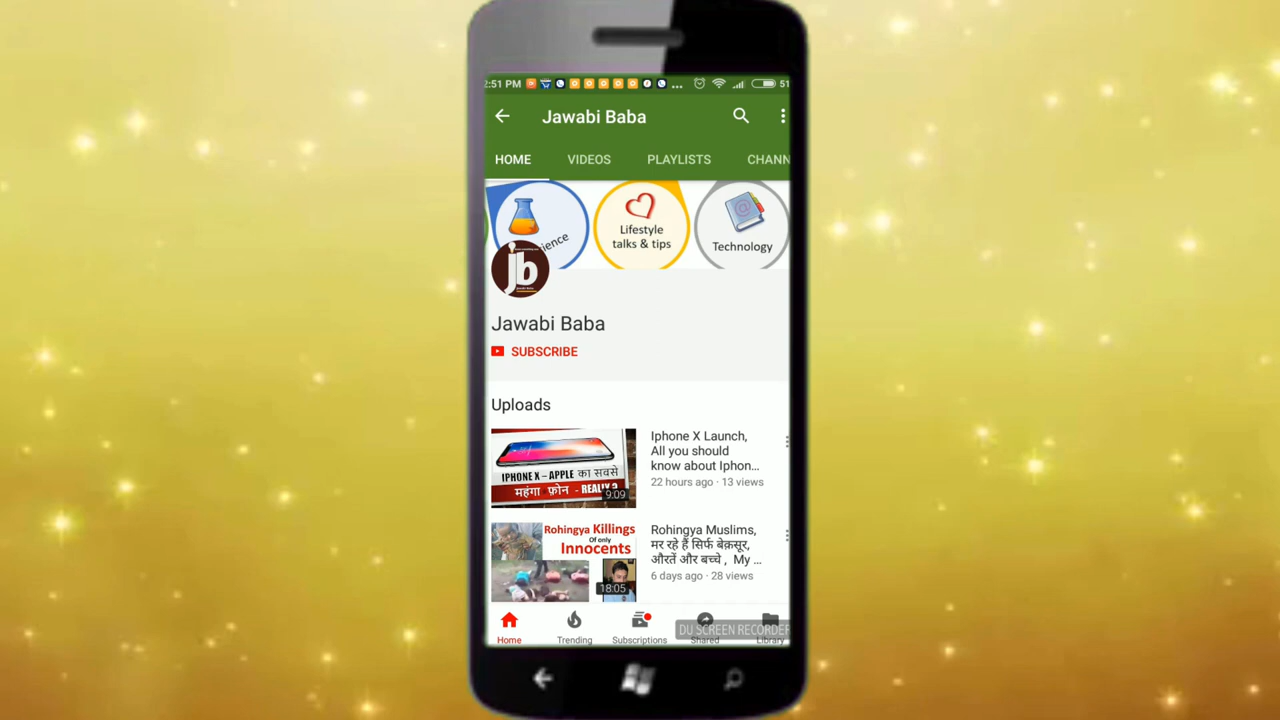 2:51 PM
51
Jawabi Baba
HOME
VIDEOS
PLAYLISTS
CHANN
ience
Lifestyle
talks & tips
Technology
jb
Jawabi Baba
SUBSCRIBE
Uploads
IPHONE X – APPLE का सबसे
महंगा फ़ोन - REALLY ?
9:09
Iphone X Launch,
All you should
know about Iphon...
22 hours ago · 13 views
Rohingya Killings
Of only
Innocents
18:05
Rohingya Muslims,
मर रहे हैं सिर्फ बेक़सूर,
औरतें और बच्चे , My ...
6 days ago · 28 views
DU SCREEN RECORDER
Home
Trending
Subscriptions
Shared
Library